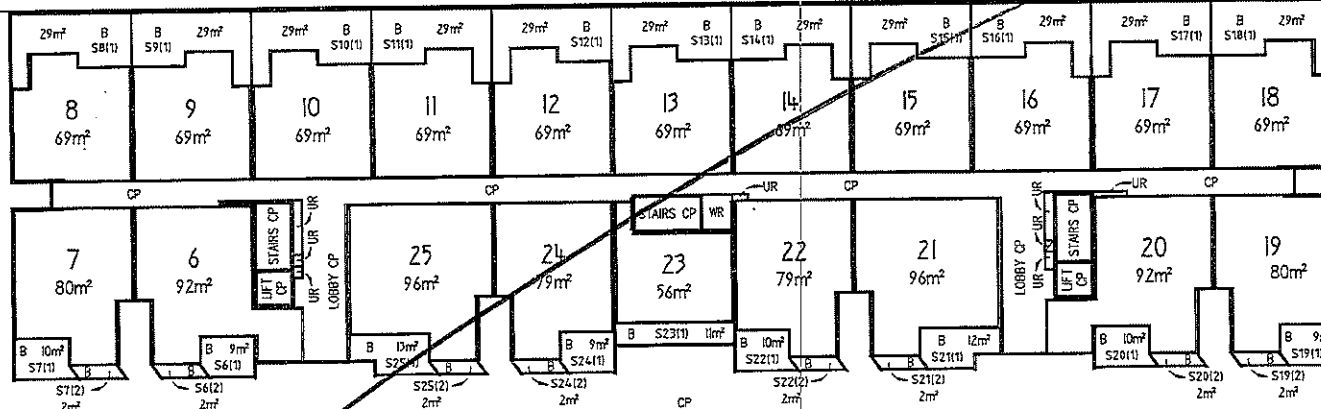 29m² B 29m² 29m² B 29m² 29m² B 29m² B 29m² 29m² B 29m² 29m² B 29m²
S8(1) S9(1) S10(1) S11(1) S12(1) S13(1) S14(1) S15(1) S16(1) S17(1) S18(1)
8 9 10 11 12 13 14 15 16 17 18
69m² 69m² 69m² 69m² 69m² 69m² 69m² 69m² 69m² 69m² 69m²
CP CP UR CP UR CP
STAIRS CP WR
STAIRS CP
UR
UR
UR
LIFT CP
LOBBY CP
LOBBY CP
UR
UR
UR
STAIRS CP
LIFT CP
7 6 25 24 23 22 21 20 19
80m² 92m² 96m² 79m² 56m² 79m² 96m² 92m² 80m²
B S23(1) 11m²
B 10m² B 9m² B 13m² B 9m² B 10m² B 12m² B 10m² B
S7(1) S6(1) S25(1) S24(1) S22(1) S21(1) S20(1) S19(1)
B B B B B B B B
S7(2) S6(2) S25(2) S24(2) S22(2) S21(2) S20(2) S19(2)
2m² 2m² 2m² 2m² CP 2m² 2m² 2m² 2m²